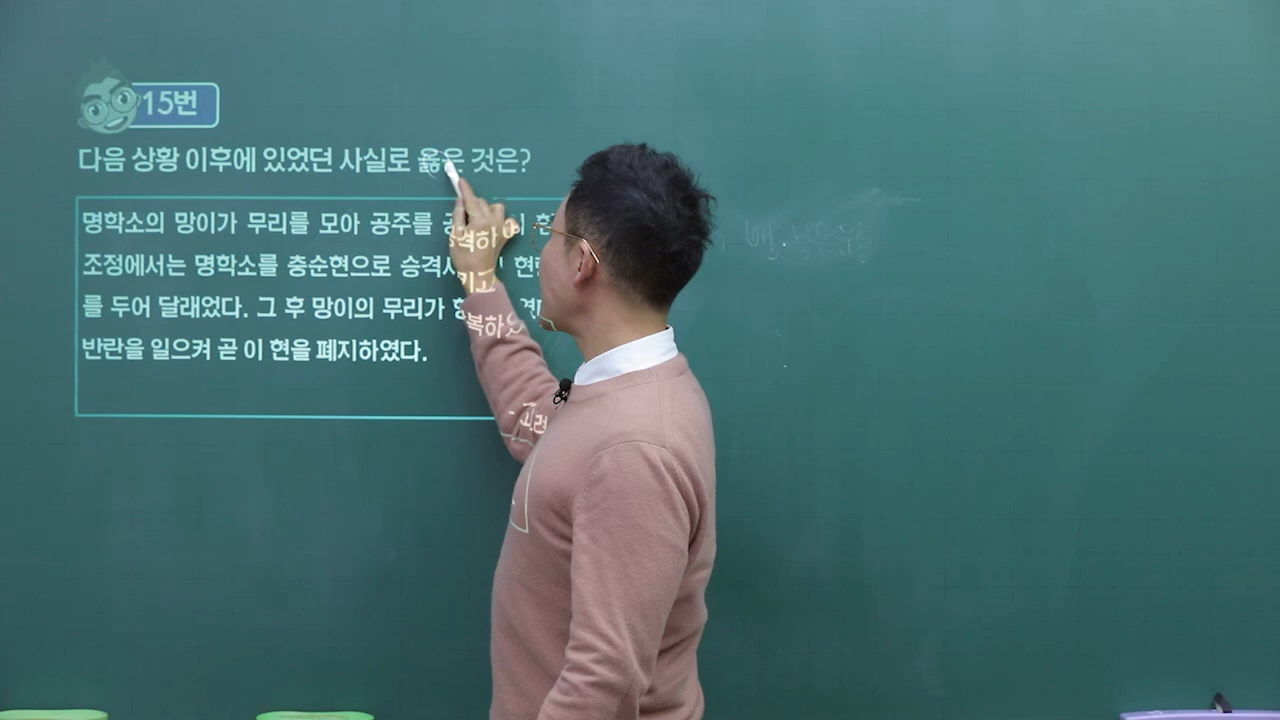 15번
다음 상황 이후에 있었던 사실로 옳은 것은?
명학소의 망이가 무리를 모아 공주를 공격하
조정에서는 명학소를 충순현으로 승격시키고 현령
를 두어 달래었다. 그 후 망이의 무리가 항복하였
반란을 일으켜 곧 이 현을 폐지하였다.
고려